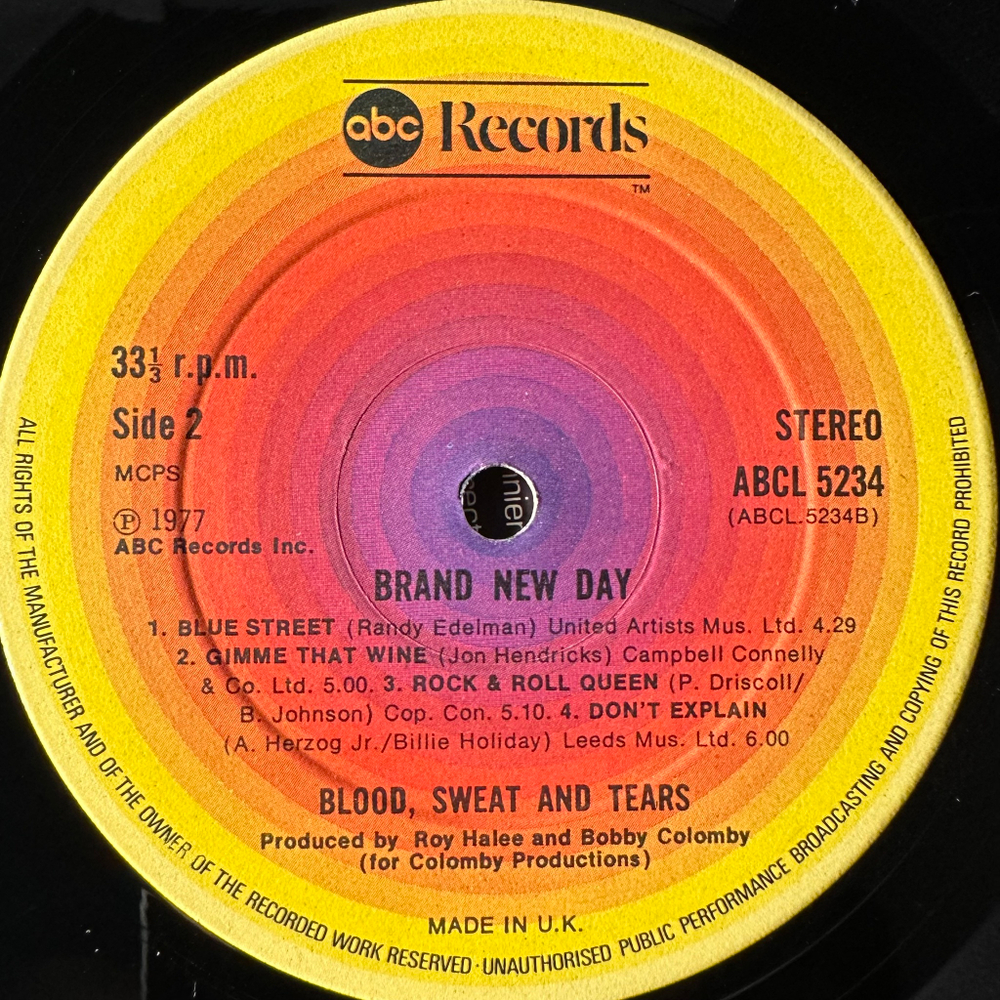 abc Records
TM
33⅓ r.p.m.
Side 2
MCPS
℗ 1977
ABC Records Inc.
STEREO
ABCL 5234
(ABCL.5234B)
BRAND NEW DAY
1. BLUE STREET (Randy Edelman) United Artists Mus. Ltd. 4.29
2. GIMME THAT WINE (Jon Hendricks) Campbell Connelly
& Co. Ltd. 5.00. 3. ROCK & ROLL QUEEN (P. Driscoll/
B. Johnson) Cop. Con. 5.10. 4. DON'T EXPLAIN
(A. Herzog Jr./Billie Holiday) Leeds Mus. Ltd. 6.00
BLOOD, SWEAT AND TEARS
Produced by Roy Halee and Bobby Colomby
(for Colomby Productions)
MADE IN U.K.
ALL RIGHTS OF THE MANUFACTURER AND OF THE OWNER OF THE RECORDED WORK RESERVED · UNAUTHORISED PUBLIC PERFORMANCE BROADCASTING AND COPYING OF THIS RECORD PROHIBITED